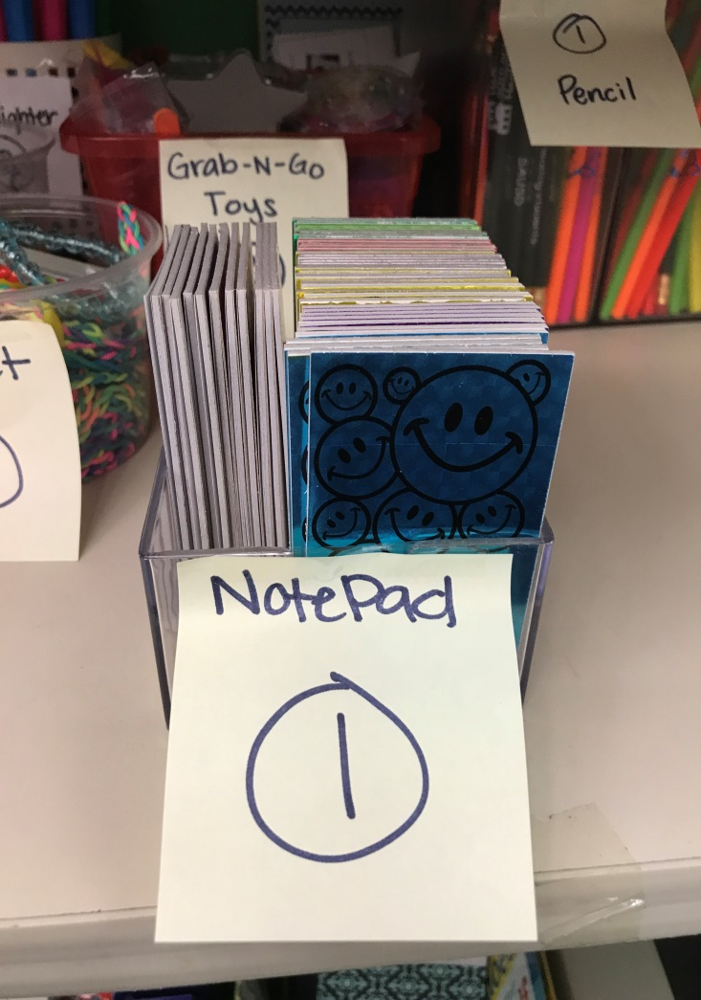 1
Pencil
Grab-N-Go
Toys
NotePad
1